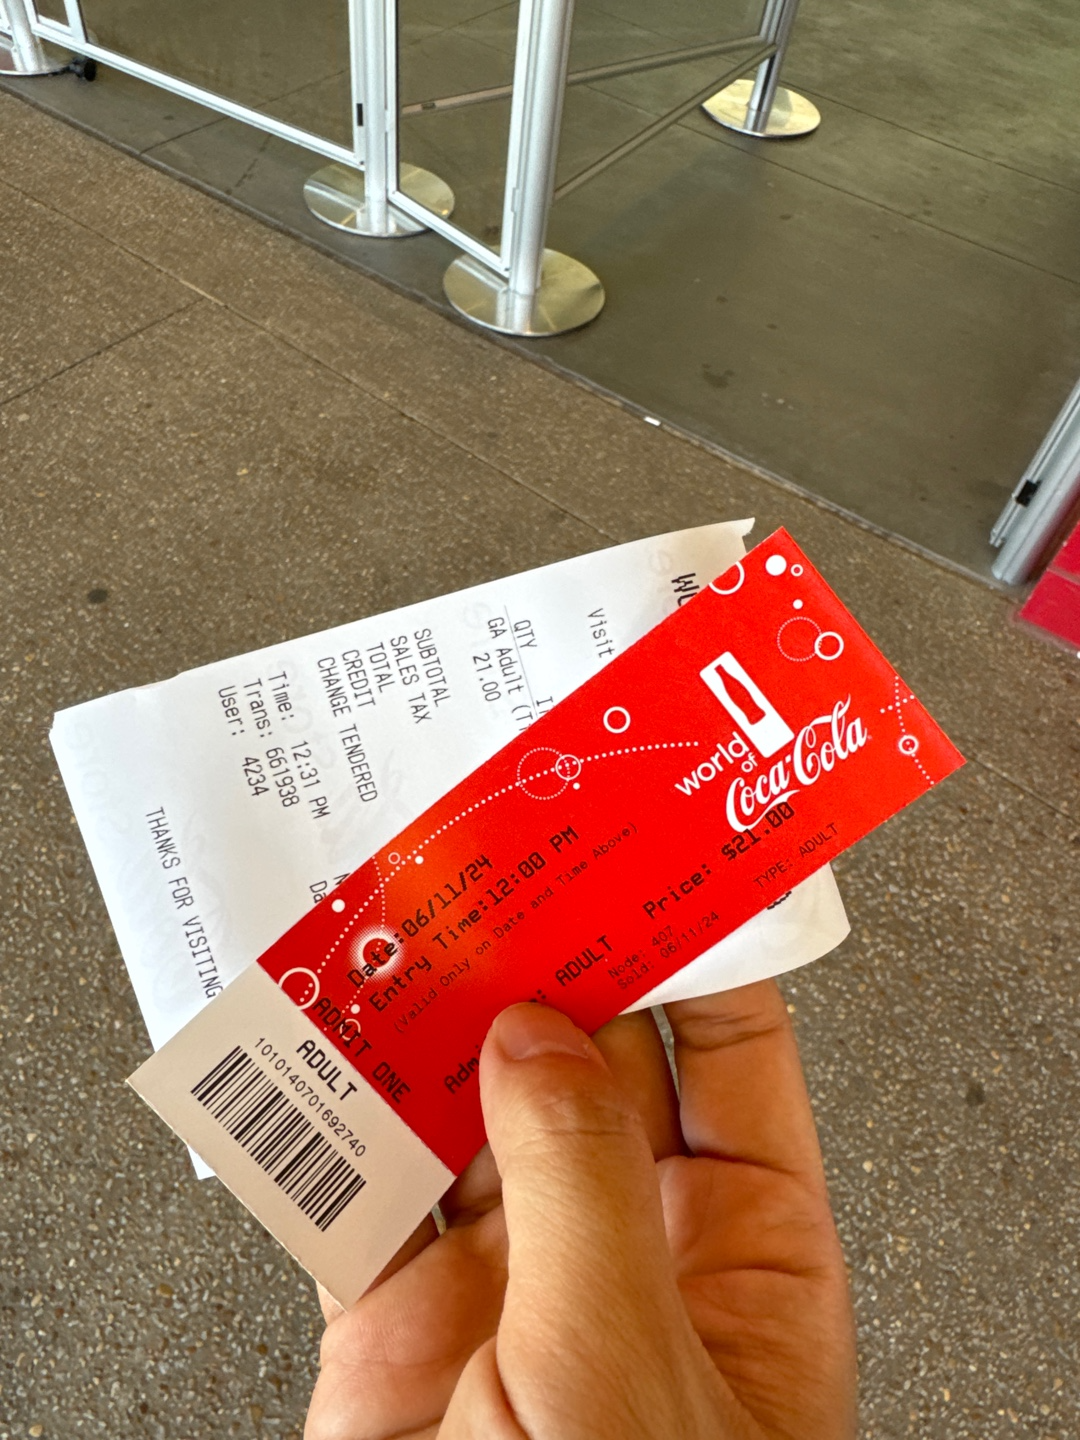 world
of
Coca-Cola
Date:06/11/24
Entry Time:12:00 PM
(Valid Only on Date and Time Above)
Price: $21.00
TYPE: ADULT
ADULT
Node: 407
Sold: 06/11/24
ADMIT ONE
ADULT
1010140701692740
Visit
QTY
GA Adult
21.00
SUBTOTAL
SALES TAX
TOTAL
CREDIT
CHANGE TENDERED
Time: 12:31 PM
Trans: 661938
User: 4234
THANKS FOR VISITING